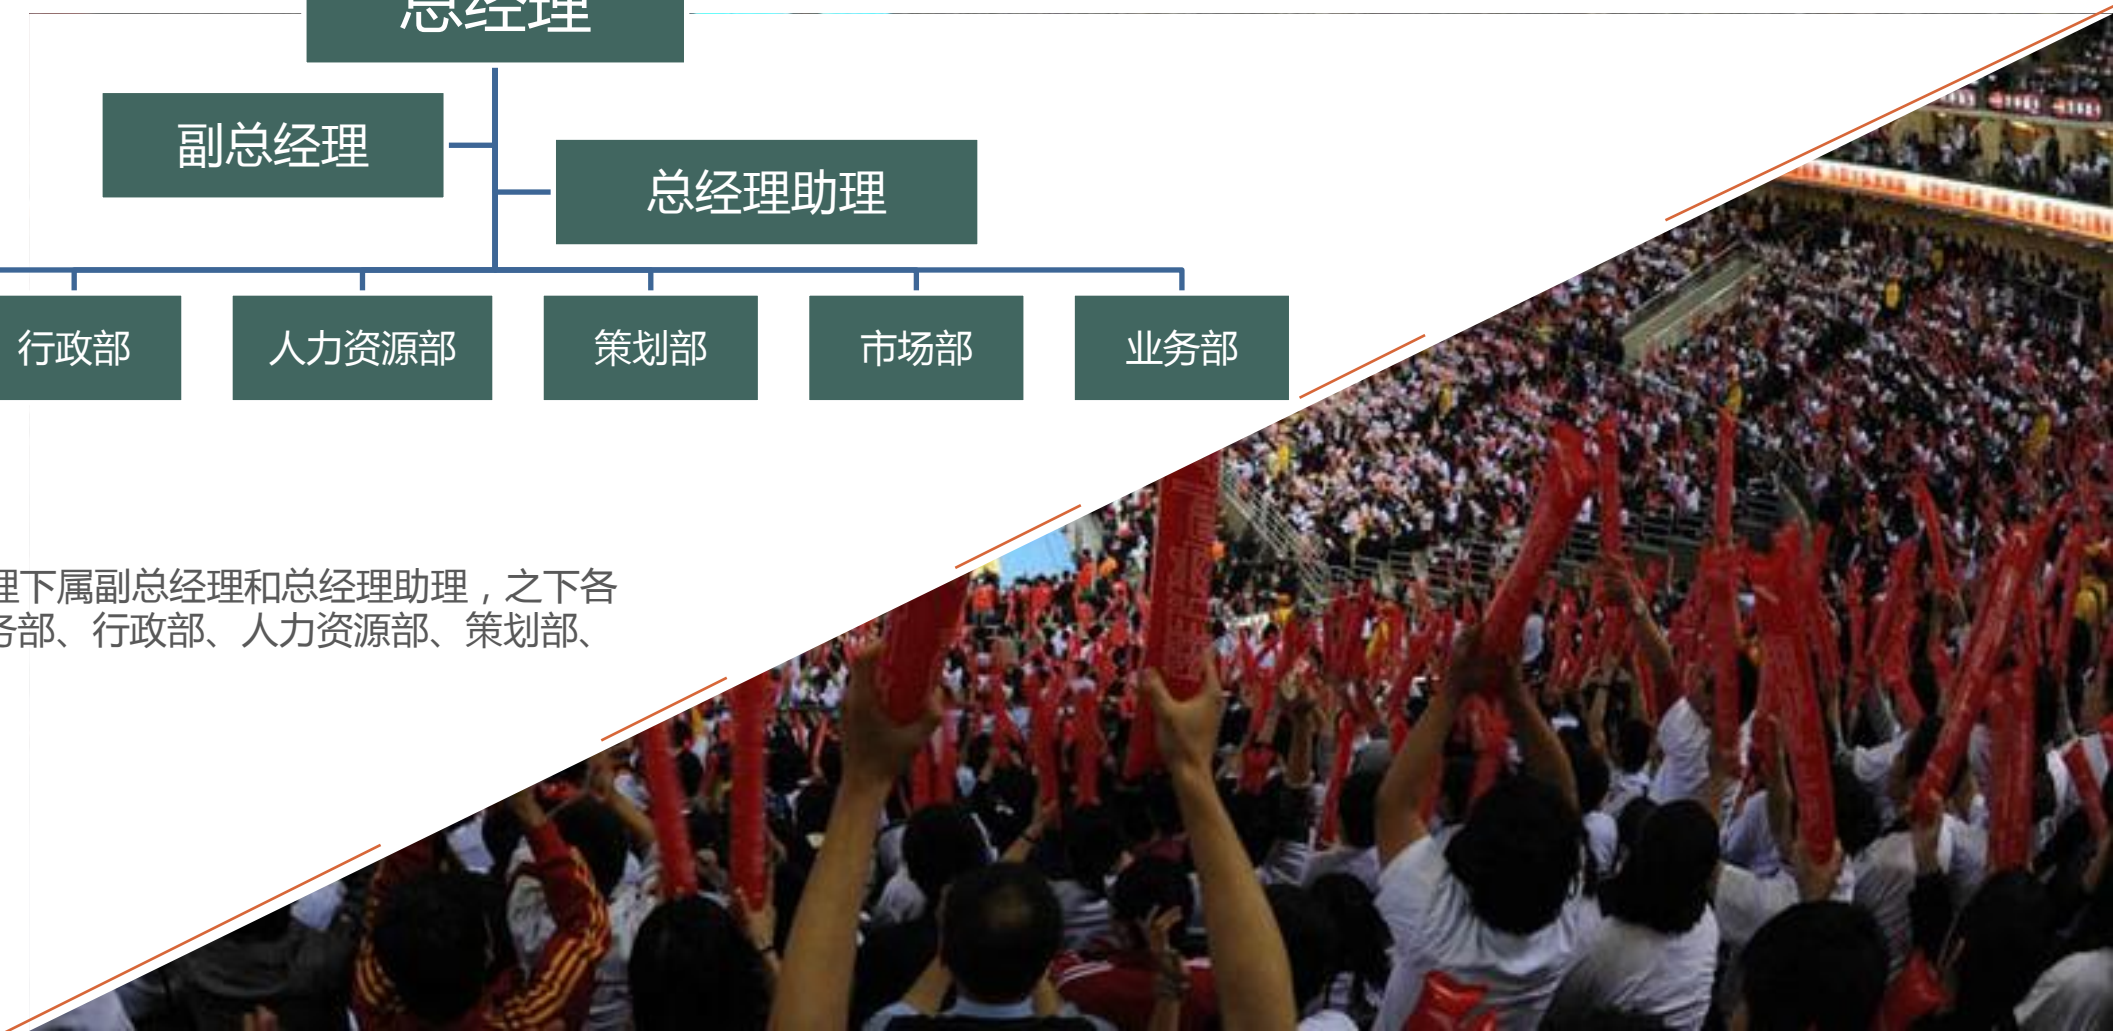 总经理
副总经理
总经理助理
行政部
人力资源部
策划部
市场部
业务部
理下属副总经理和总经理助理，之下各
务部、行政部、人力资源部、策划部、